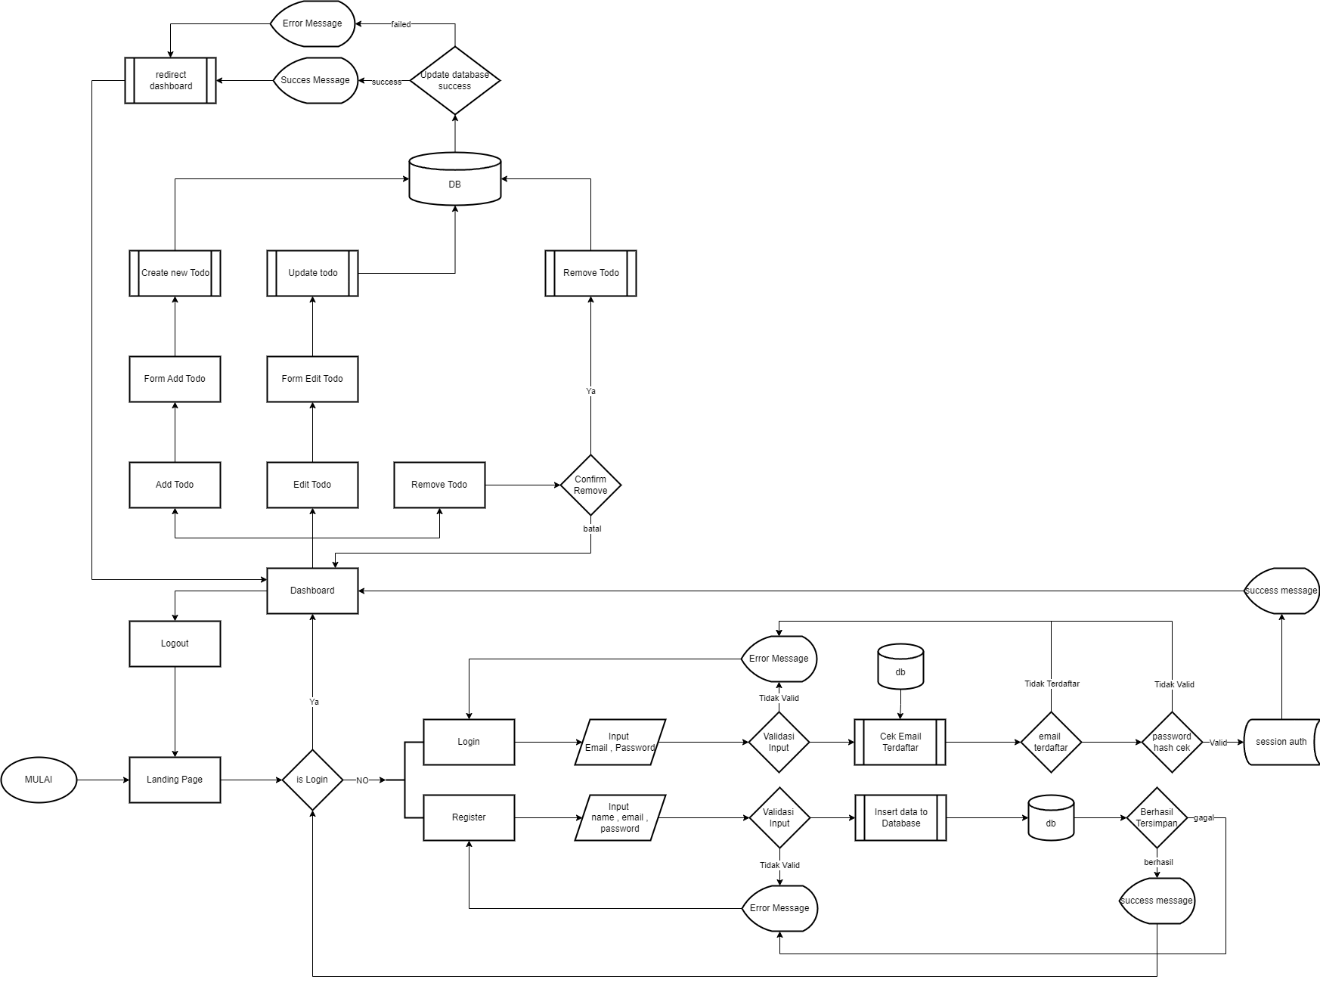 Error Message
failed
redirect
dashboard
Succes Message
success
Update database
success
DB
Create new Todo
Update todo
Remove Todo
Form Add Todo
Form Edit Todo
Ya
Add Todo
Edit Todo
Remove Todo
Confirm
Remove
batal
Dashboard
success message
Logout
Error Message
db
Tidak Terdaftar
Tidak Valid
Tidak Valid
Ya
Login
Input
Email , Password
Validasi
Input
Cek Email
Terdaftar
email
terdaftar
password
hash cek
Valid
session auth
MULAI
Landing Page
is Login
NO
Register
Input
name , email ,
password
Validasi
Input
Insert data to
Database
db
Berhasil
Tersimpan
gagal
Tidak Valid
berhasil
Error Message
success message